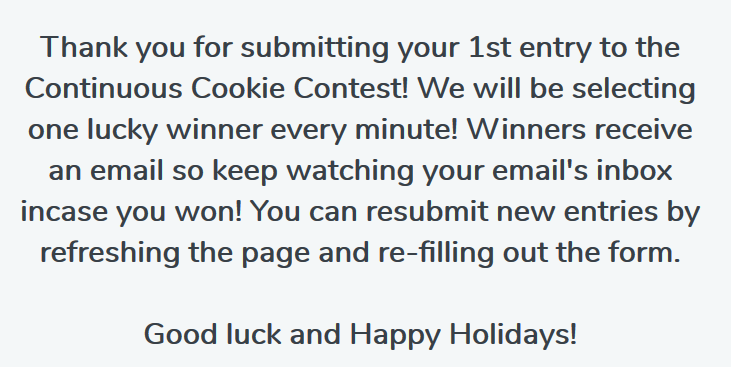 Thank you for submitting your 1st entry to the
Continuous Cookie Contest! We will be selecting
one lucky winner every minute! Winners receive
an email so keep watching your email's inbox
incase you won! You can resubmit new entries by
refreshing the page and re-filling out the form.
Good luck and Happy Holidays!